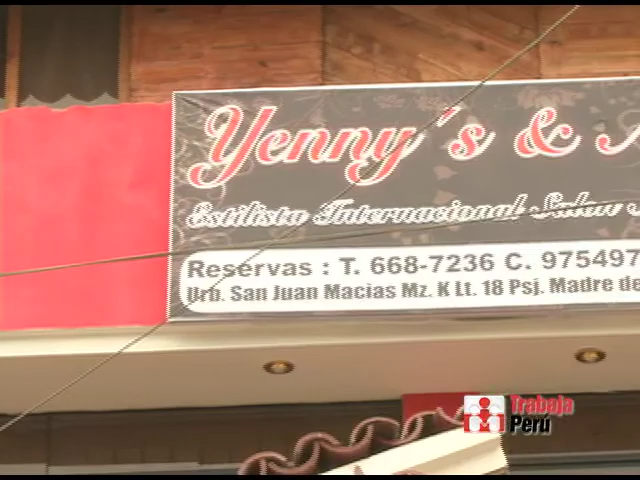 Yenny's &
Estilista Internacional Salon
Reservas : T. 668-7236 C. 975497
Urb. San Juan Macias Mz. K Lt. 18 Psj. Madre de
Trabaja
Perú